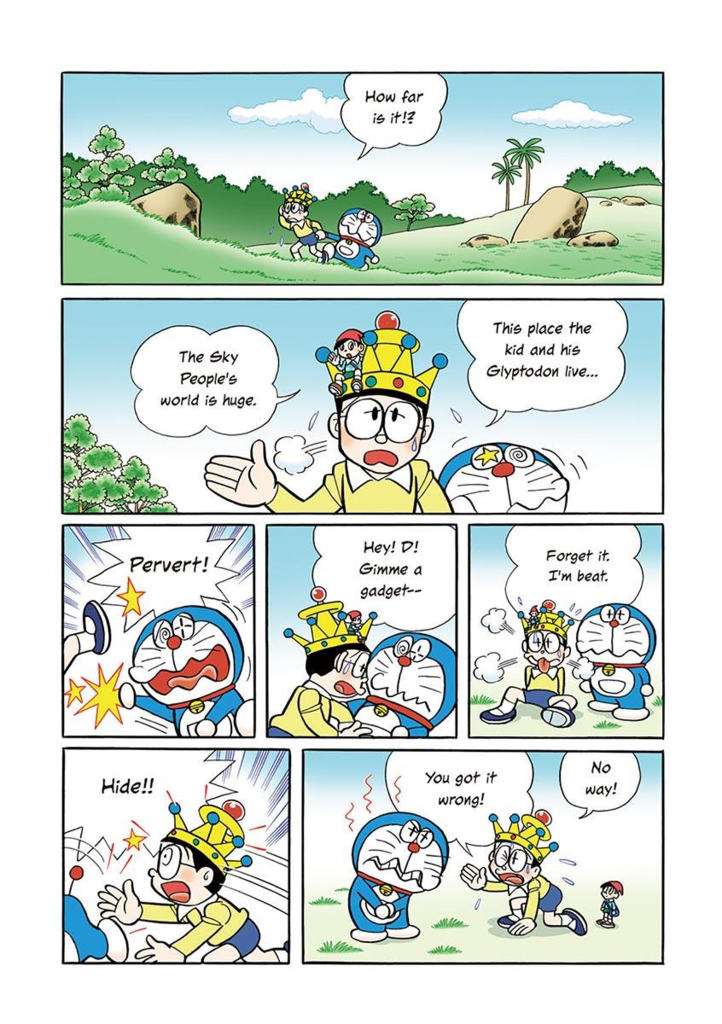 How far
is it!?
This place the
kid and his
Glyptodon live...
The Sky
People's
world is huge.
Forget it.
I'm beat.
Hey! D!
Gimme a
gadget--
Pervert!
No
way!
You got it
wrong!
Hide!!